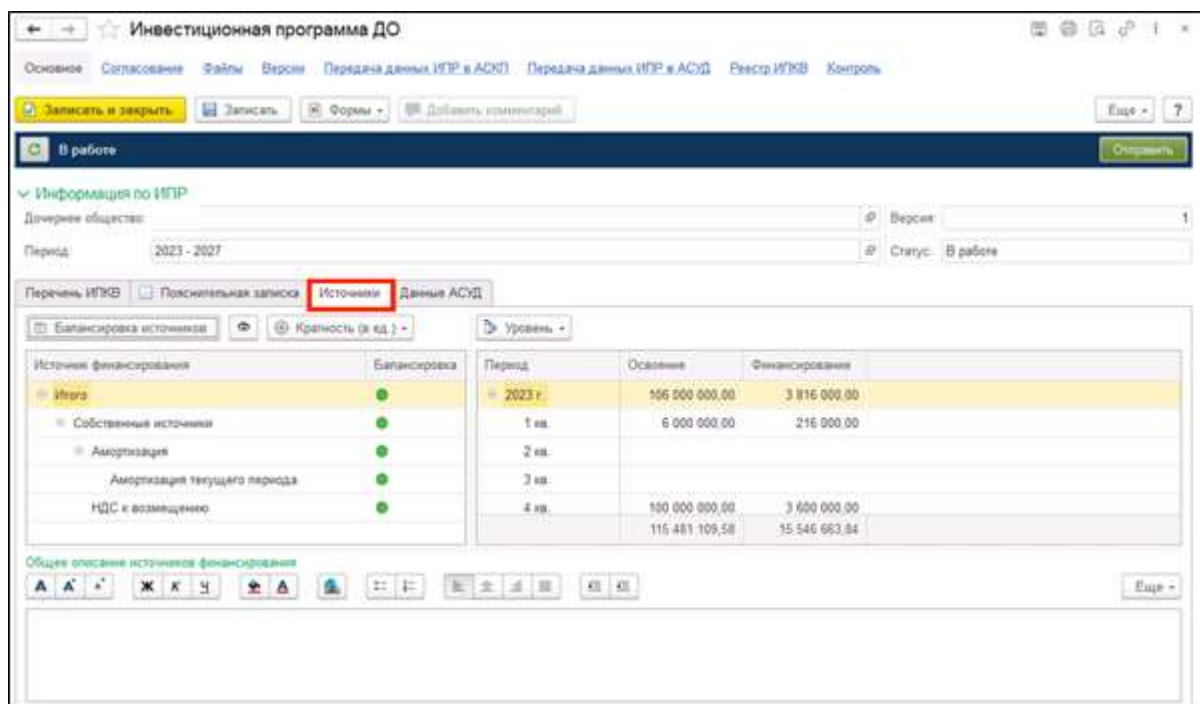 Инвестиционная программа ДО
Основное Согласование Файлы Версии Передача данных ИПР в АСКП Передача данных ИПР в АСУД Реестр ИПКВ Контроль
Записать и закрыть Записать Формы Добавить комментарий Еще ?
В работе Отправить
Информация по ИПР
Дочернее общество: Версия: 1
Период: 2023 - 2027 Статус: В работе
Перечень ИПКВ Пояснительная записка Источники Данные АСУД
Балансировка источников Кратность (в ед.) Уровень
Источник финансирования Балансировка Период Освоение Финансирование
Итого 2023 г. 106 000 000,00 3 816 000,00
Собственные источники 1 кв. 6 000 000,00 216 000,00
Амортизация 2 кв.
Амортизация текущего периода 3 кв.
НДС к возмещению 4 кв. 100 000 000,00 3 600 000,00
115 481 109,58 15 546 663,84
Общее описание источников финансирования
А А А Ж К Ч А Еще